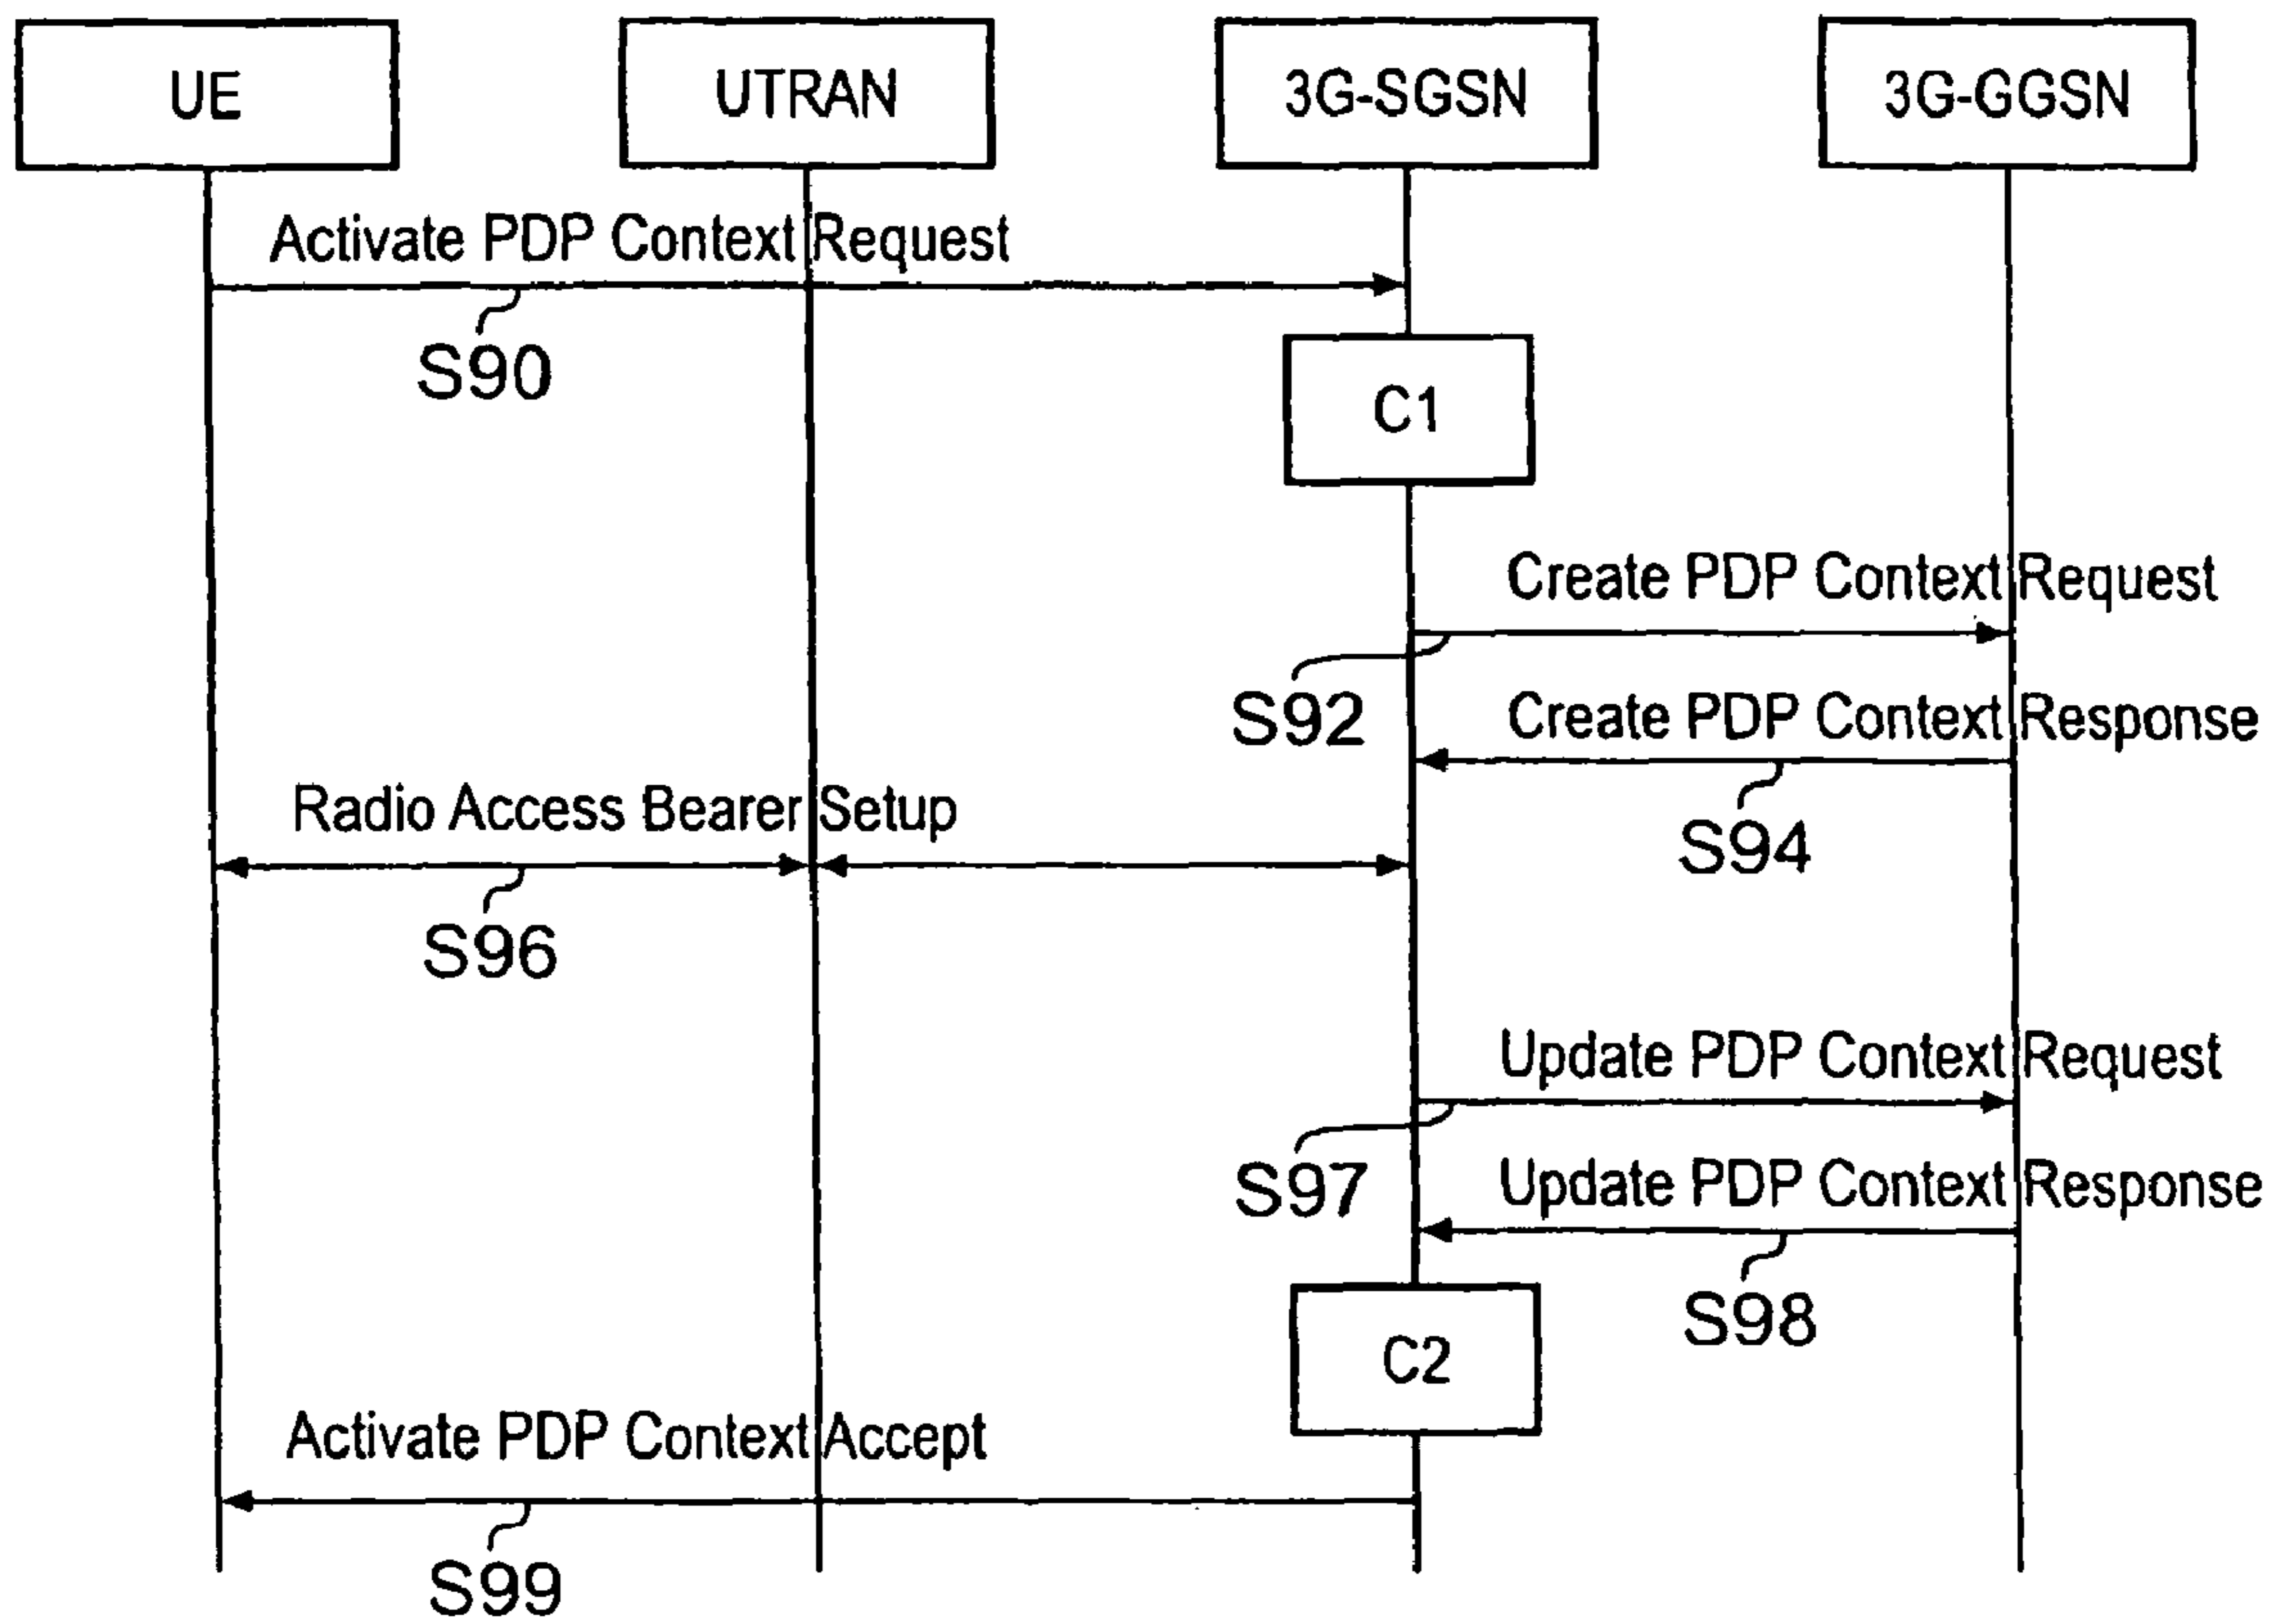 UE
UTRAN
3G-SGSN
3G-GGSN
Activate PDP Context Request
S90
C1
Create PDP Context Request
S92
Create PDP Context Response
S94
Radio Access Bearer Setup
S96
Update PDP Context Request
S97
Update PDP Context Response
S98
C2
Activate PDP Context Accept
S99